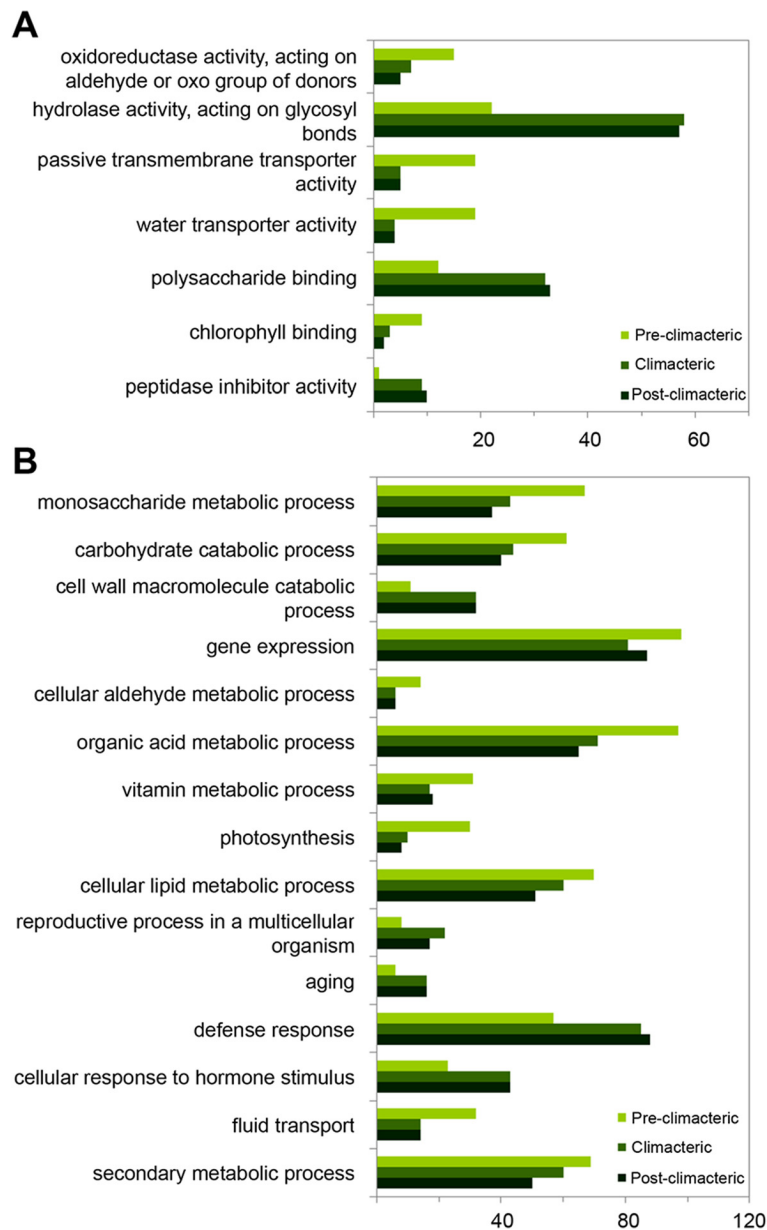 A
oxidoreductase activity, acting on
aldehyde or oxo group of donors
hydrolase activity, acting on glycosyl
bonds
passive transmembrane transporter
activity
water transporter activity
polysaccharide binding
chlorophyll binding
peptidase inhibitor activity
Pre-climacteric
Climacteric
Post-climacteric
20 40 60
B
monosaccharide metabolic process
carbohydrate catabolic process
cell wall macromolecule catabolic
process
gene expression
cellular aldehyde metabolic process
organic acid metabolic process
vitamin metabolic process
photosynthesis
cellular lipid metabolic process
reproductive process in a multicellular
organism
aging
defense response
cellular response to hormone stimulus
fluid transport
secondary metabolic process
Pre-climacteric
Climacteric
Post-climacteric
40 80 120